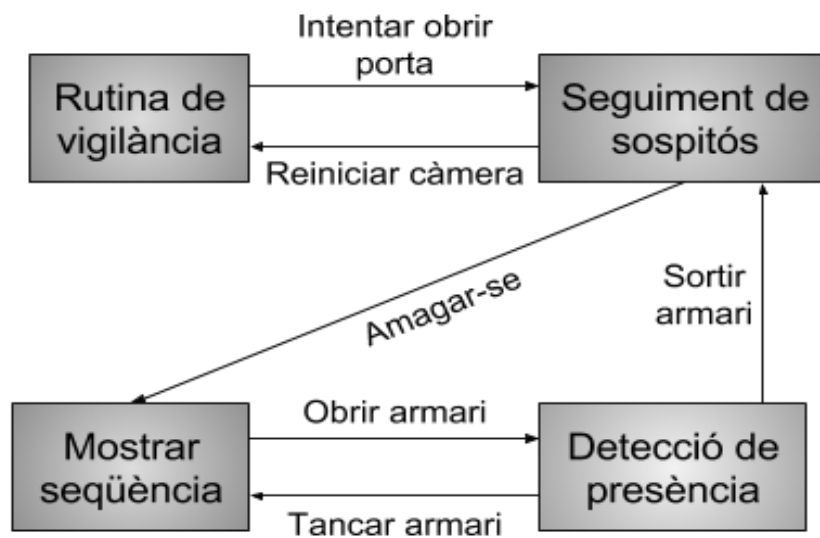 Intentar obrir
porta
Rutina de
vigilància
Seguiment de
sospitós
Reiniciar càmera
Amagar-se
Sortir
armari
Mostrar
seqüència
Obrir armari
Detecció de
presència
Tancar armari